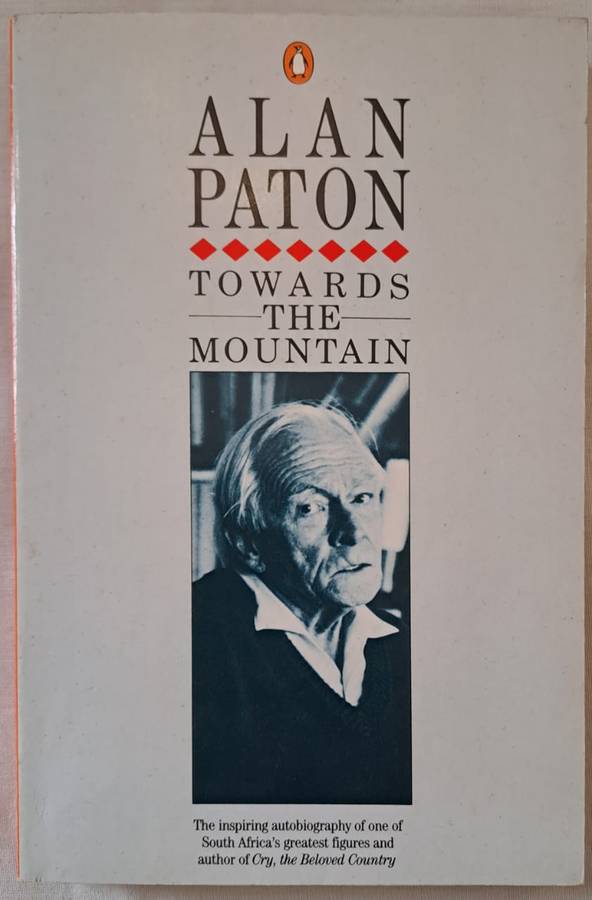 ALAN
PATON
TOWARDS
THE
MOUNTAIN
The inspiring autobiography of one of
South Africa's greatest figures and
author of Cry, the Beloved Country